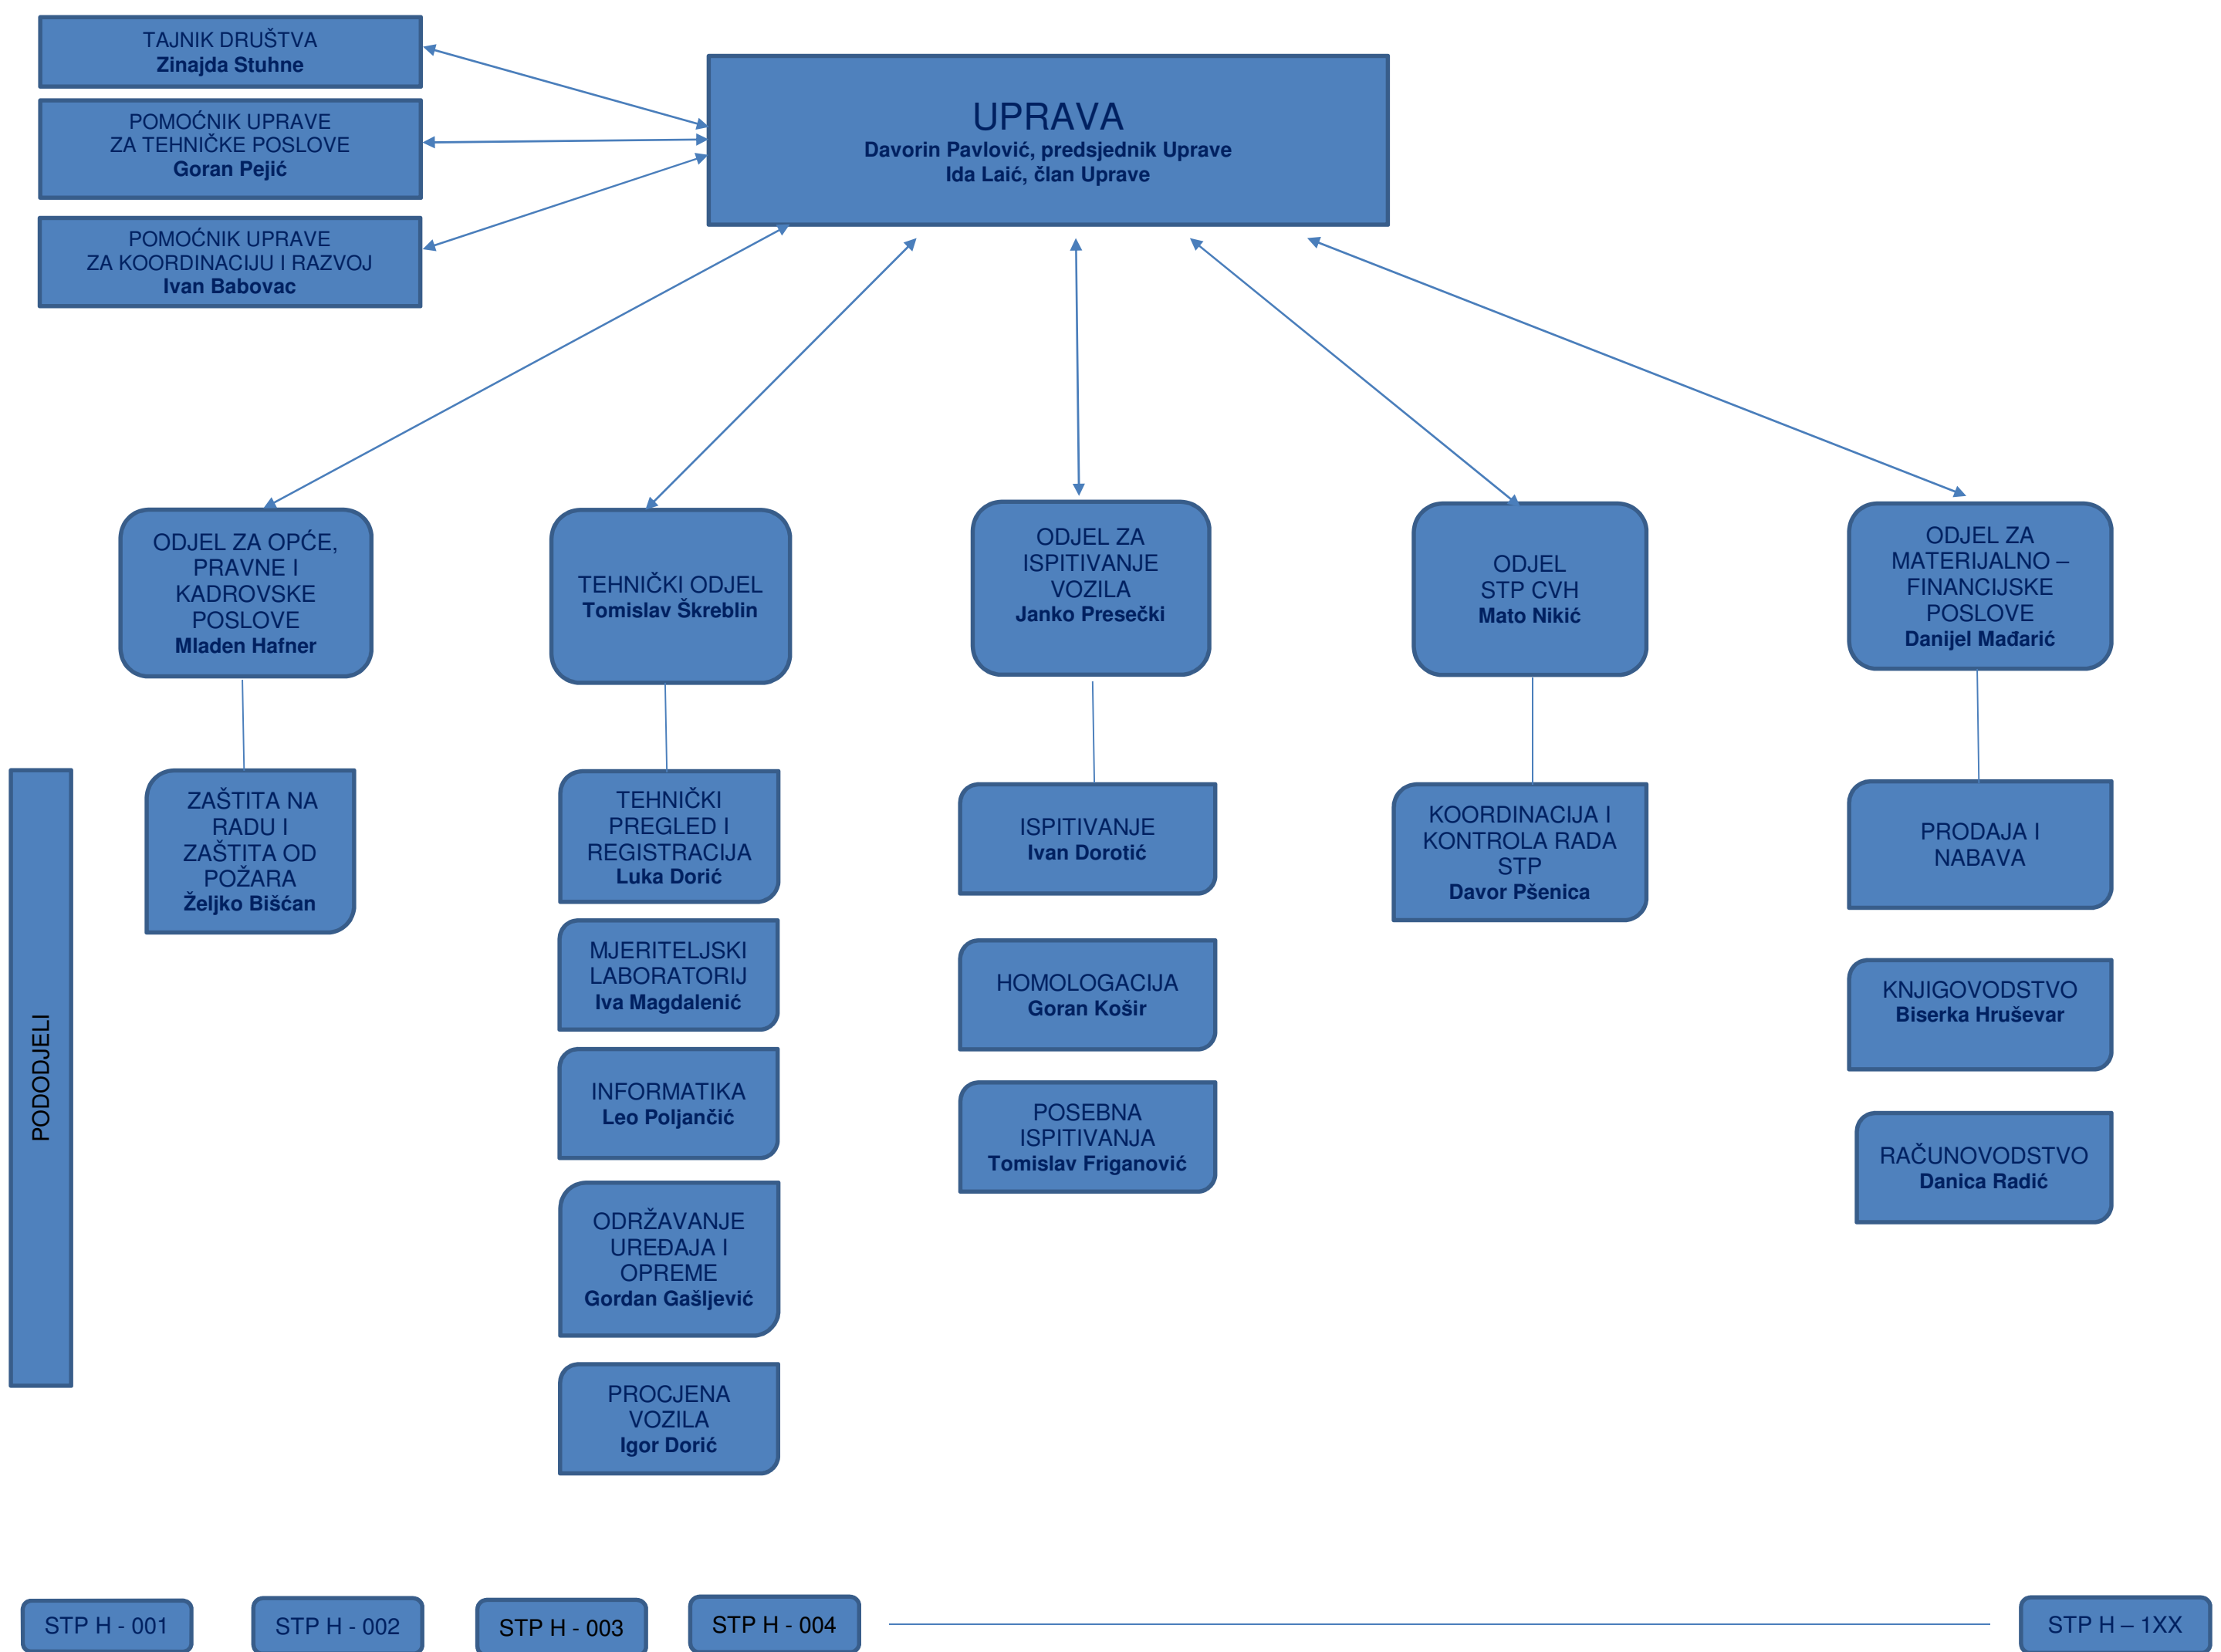 TAJNIK DRUŠTVA
Zinajda Stuhne
POMOĆNIK UPRAVE
ZA TEHNIČKE POSLOVE
Goran Pejić
POMOĆNIK UPRAVE
ZA KOORDINACIJU I RAZVOJ
Ivan Babovac
UPRAVA
Davorin Pavlović, predsjednik Uprave
Ida Laić, član Uprave
ODJEL ZA OPĆE,
PRAVNE I
KADROVSKE
POSLOVE
Mladen Hafner
TEHNIČKI ODJEL
Tomislav Škreblin
ODJEL ZA
ISPITIVANJE
VOZILA
Janko Presečki
ODJEL
STP CVH
Mato Nikić
ODJEL ZA
MATERIJALNO –
FINANCIJSKE
POSLOVE
Danijel Mađarić
PODODJELI
ZAŠTITA NA
RADU I
ZAŠTITA OD
POŽARA
Željko Bišćan
TEHNIČKI
PREGLED I
REGISTRACIJA
Luka Dorić
MJERITELJSKI
LABORATORIJ
Iva Magdalenić
INFORMATIKA
Leo Poljančić
ODRŽAVANJE
UREĐAJA I
OPREME
Gordan Gašljević
PROCJENA
VOZILA
Igor Dorić
ISPITIVANJE
Ivan Dorotić
HOMOLOGACIJA
Goran Košir
POSEBNA
ISPITIVANJA
Tomislav Friganović
KOORDINACIJA I
KONTROLA RADA
STP
Davor Pšenica
PRODAJA I
NABAVA
KNJIGOVODSTVO
Biserka Hruševar
RAČUNOVODSTVO
Danica Radić
STP H - 001
STP H - 002
STP H - 003
STP H - 004
STP H – 1XX